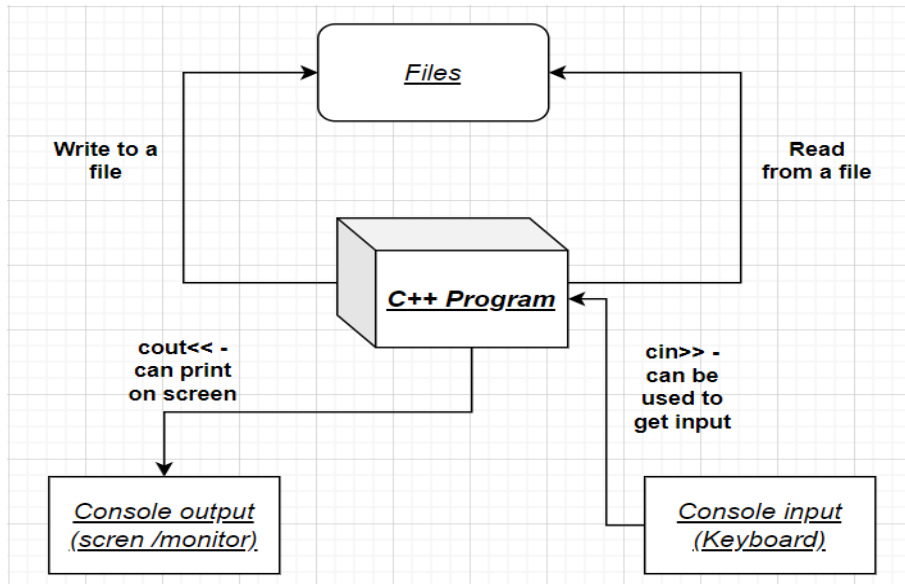 Files
Write to a
file
Read
from a file
C++ Program
cout<< -
can print
on screen
cin>> -
can be
used to
get input
Console output
(scren /monitor)
Console input
(Keyboard)